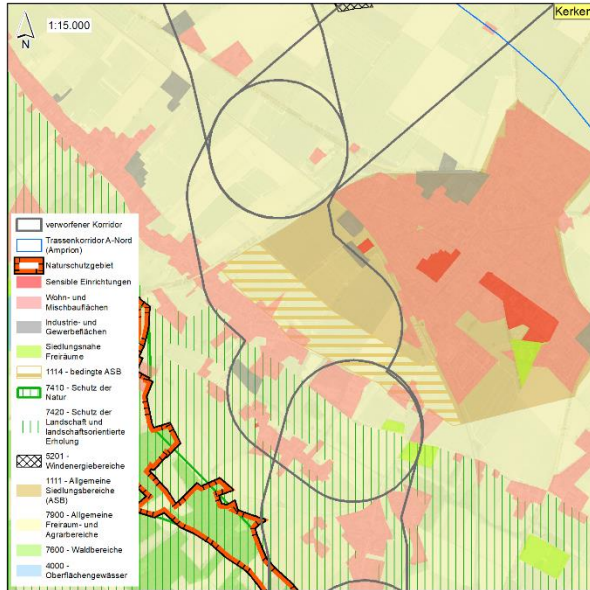 1:15.000
Kerken
N
verworfener Korridor
Trassenkorridor A-Nord
(Amprion)
Naturschutzgebiet
Sensible Einrichtungen
Wohn- und
Mischbauflächen
Industrie- und
Gewerbeflächen
Siedlungsnahe
Freiräume
1114 - bedingte ASB
7410 - Schutz der
Natur
7420 - Schutz der
Landschaft und
landschaftsorientierte
Erholung
5201 -
Windenergiebereiche
1111 - Allgemeine
Siedlungsbereiche
(ASB)
7900 - Allgemeine
Freiraum- und
Agrarbereiche
7600 - Waldbereiche
4000 -
Oberflächengewässer